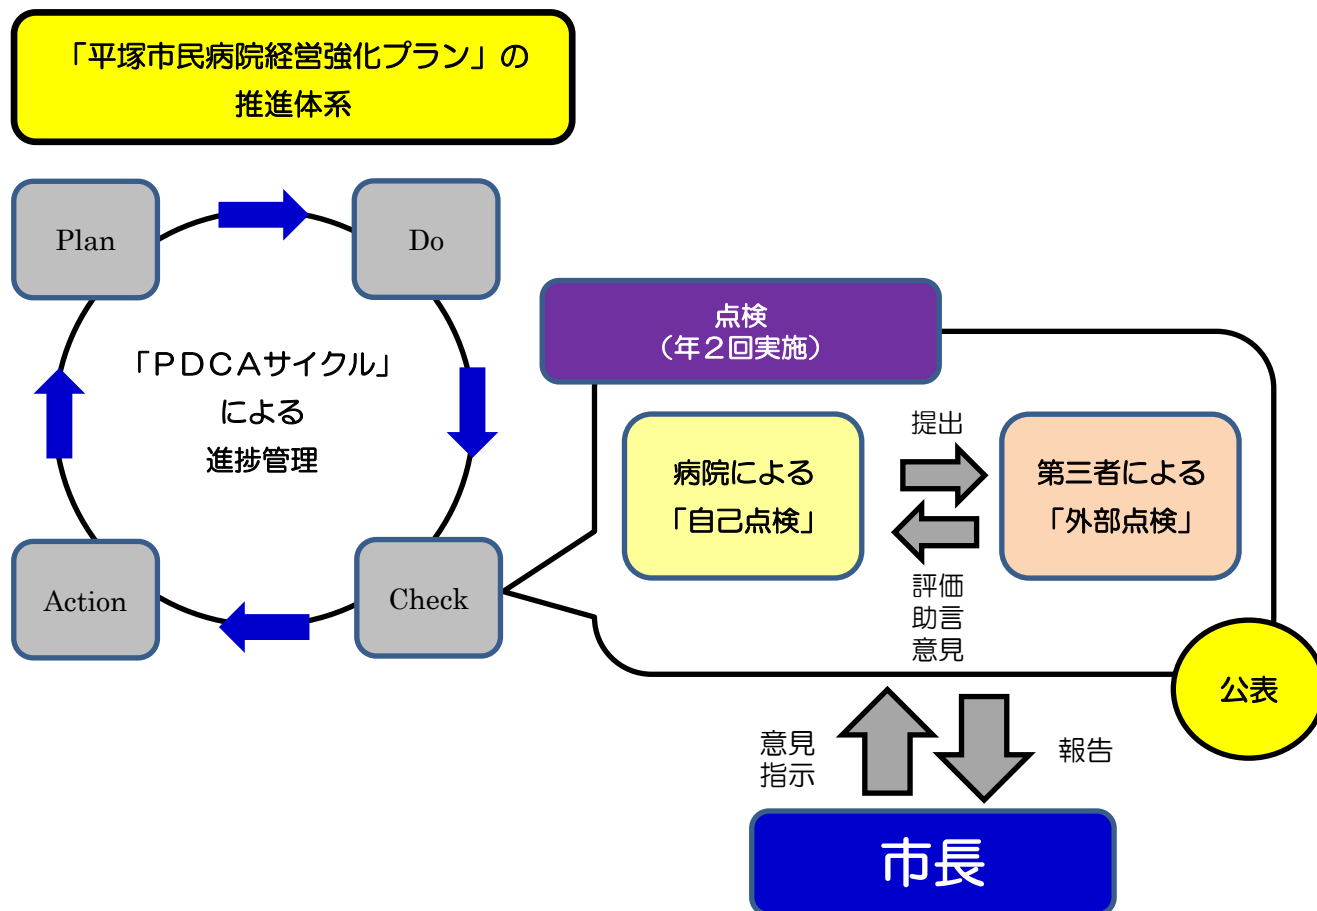 「平塚市民病院経営強化プラン」の
推進体系
Plan
Do
「PDCAサイクル」
による
進捗管理
Action
Check
点検
（年２回実施）
病院による
「自己点検」
提出
第三者による
「外部点検」
評価
助言
意見
公表
意見
指示
報告
市長